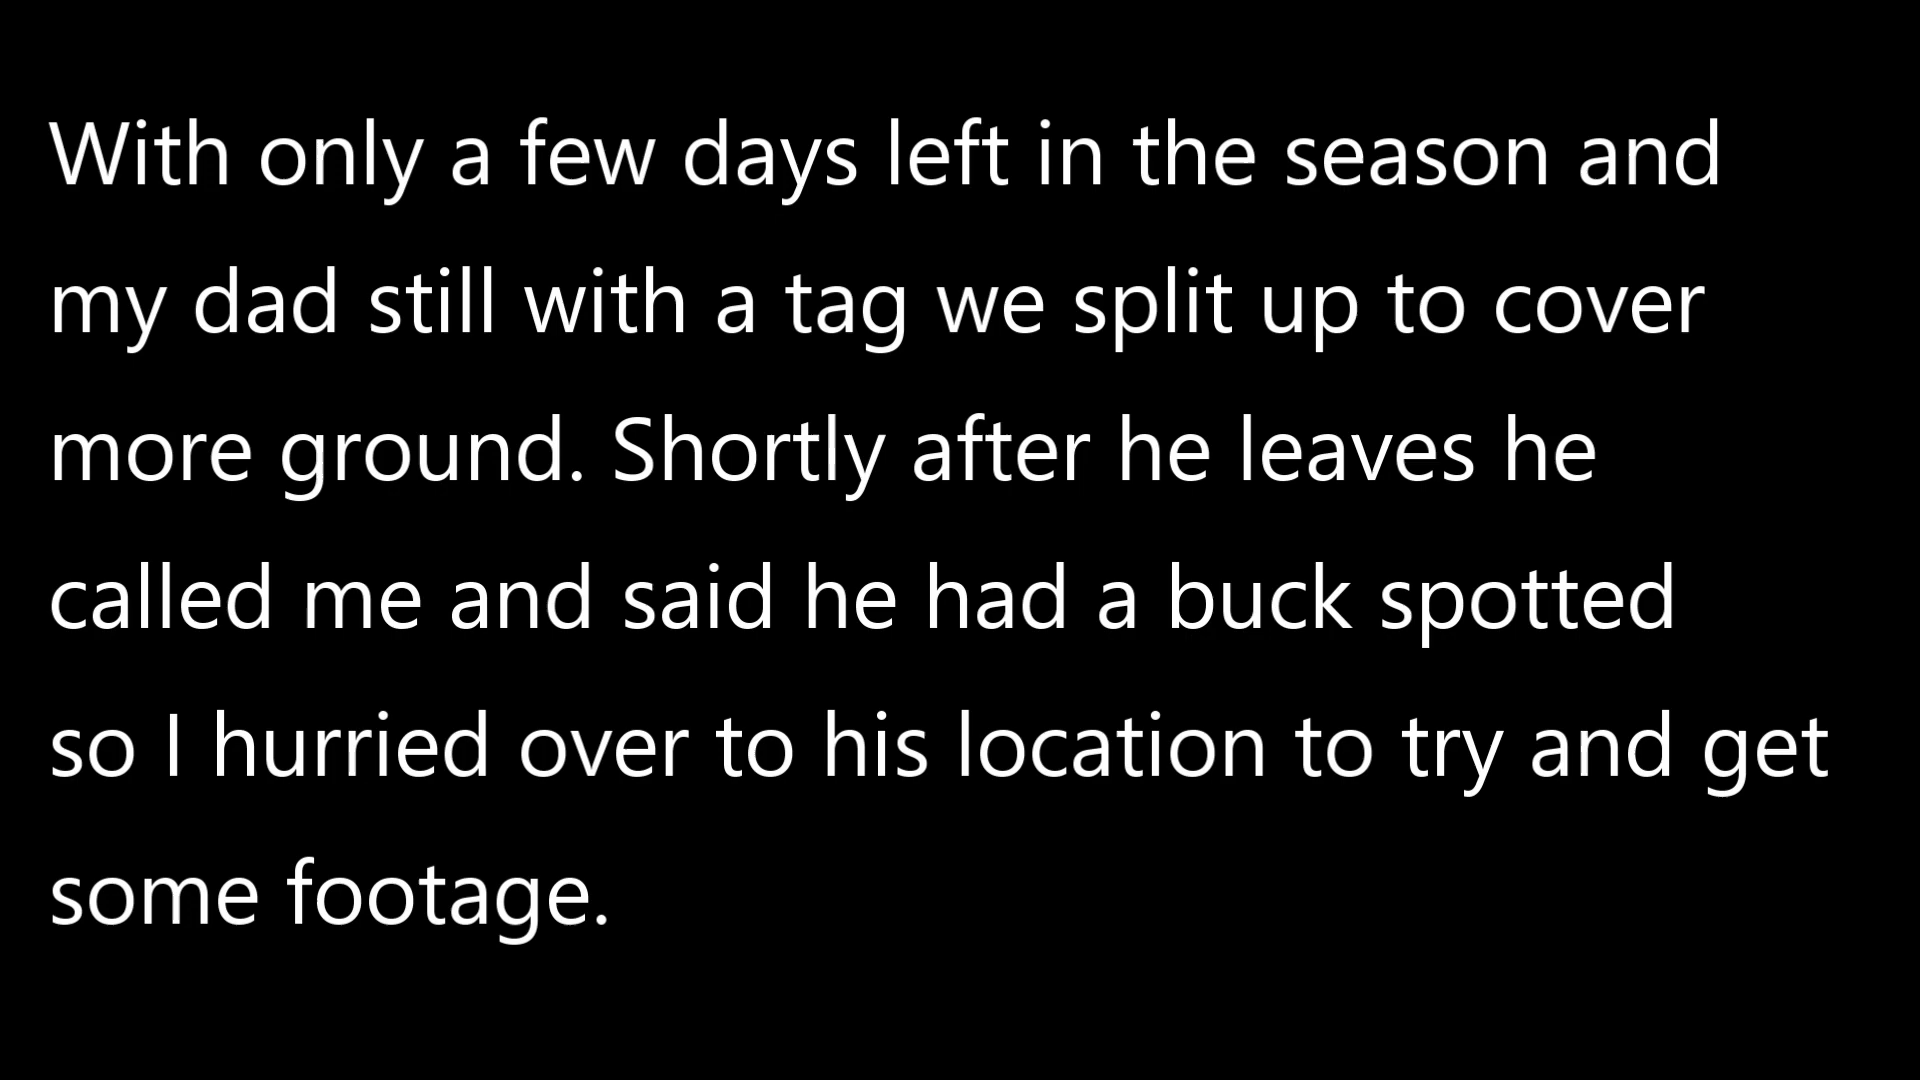 With only a few days left in the season and
my dad still with a tag we split up to cover
more ground. Shortly after he leaves he
called me and said he had a buck spotted
so I hurried over to his location to try and get
some footage.